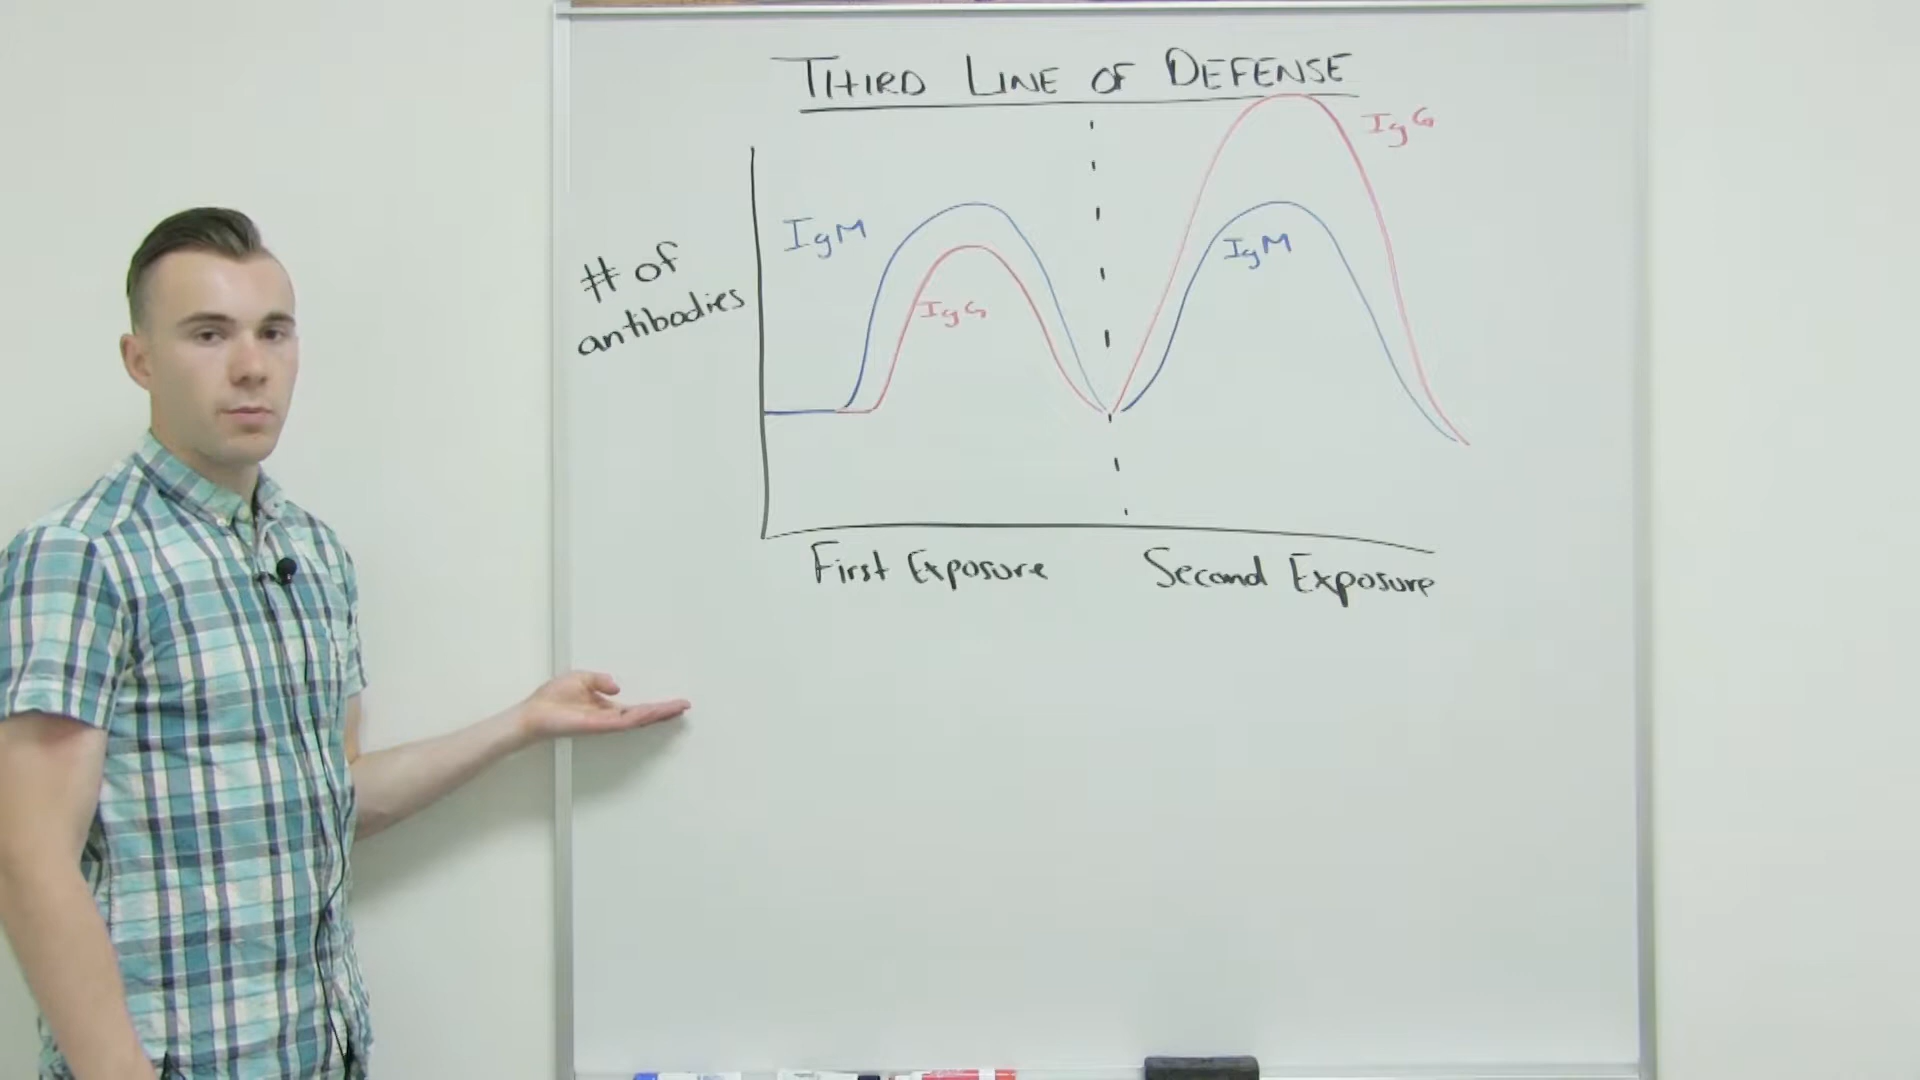 THIRD LINE OF DEFENSE
IgG
IgM
IgM
# of
antibodies
IgG
First Exposure
Second Exposure